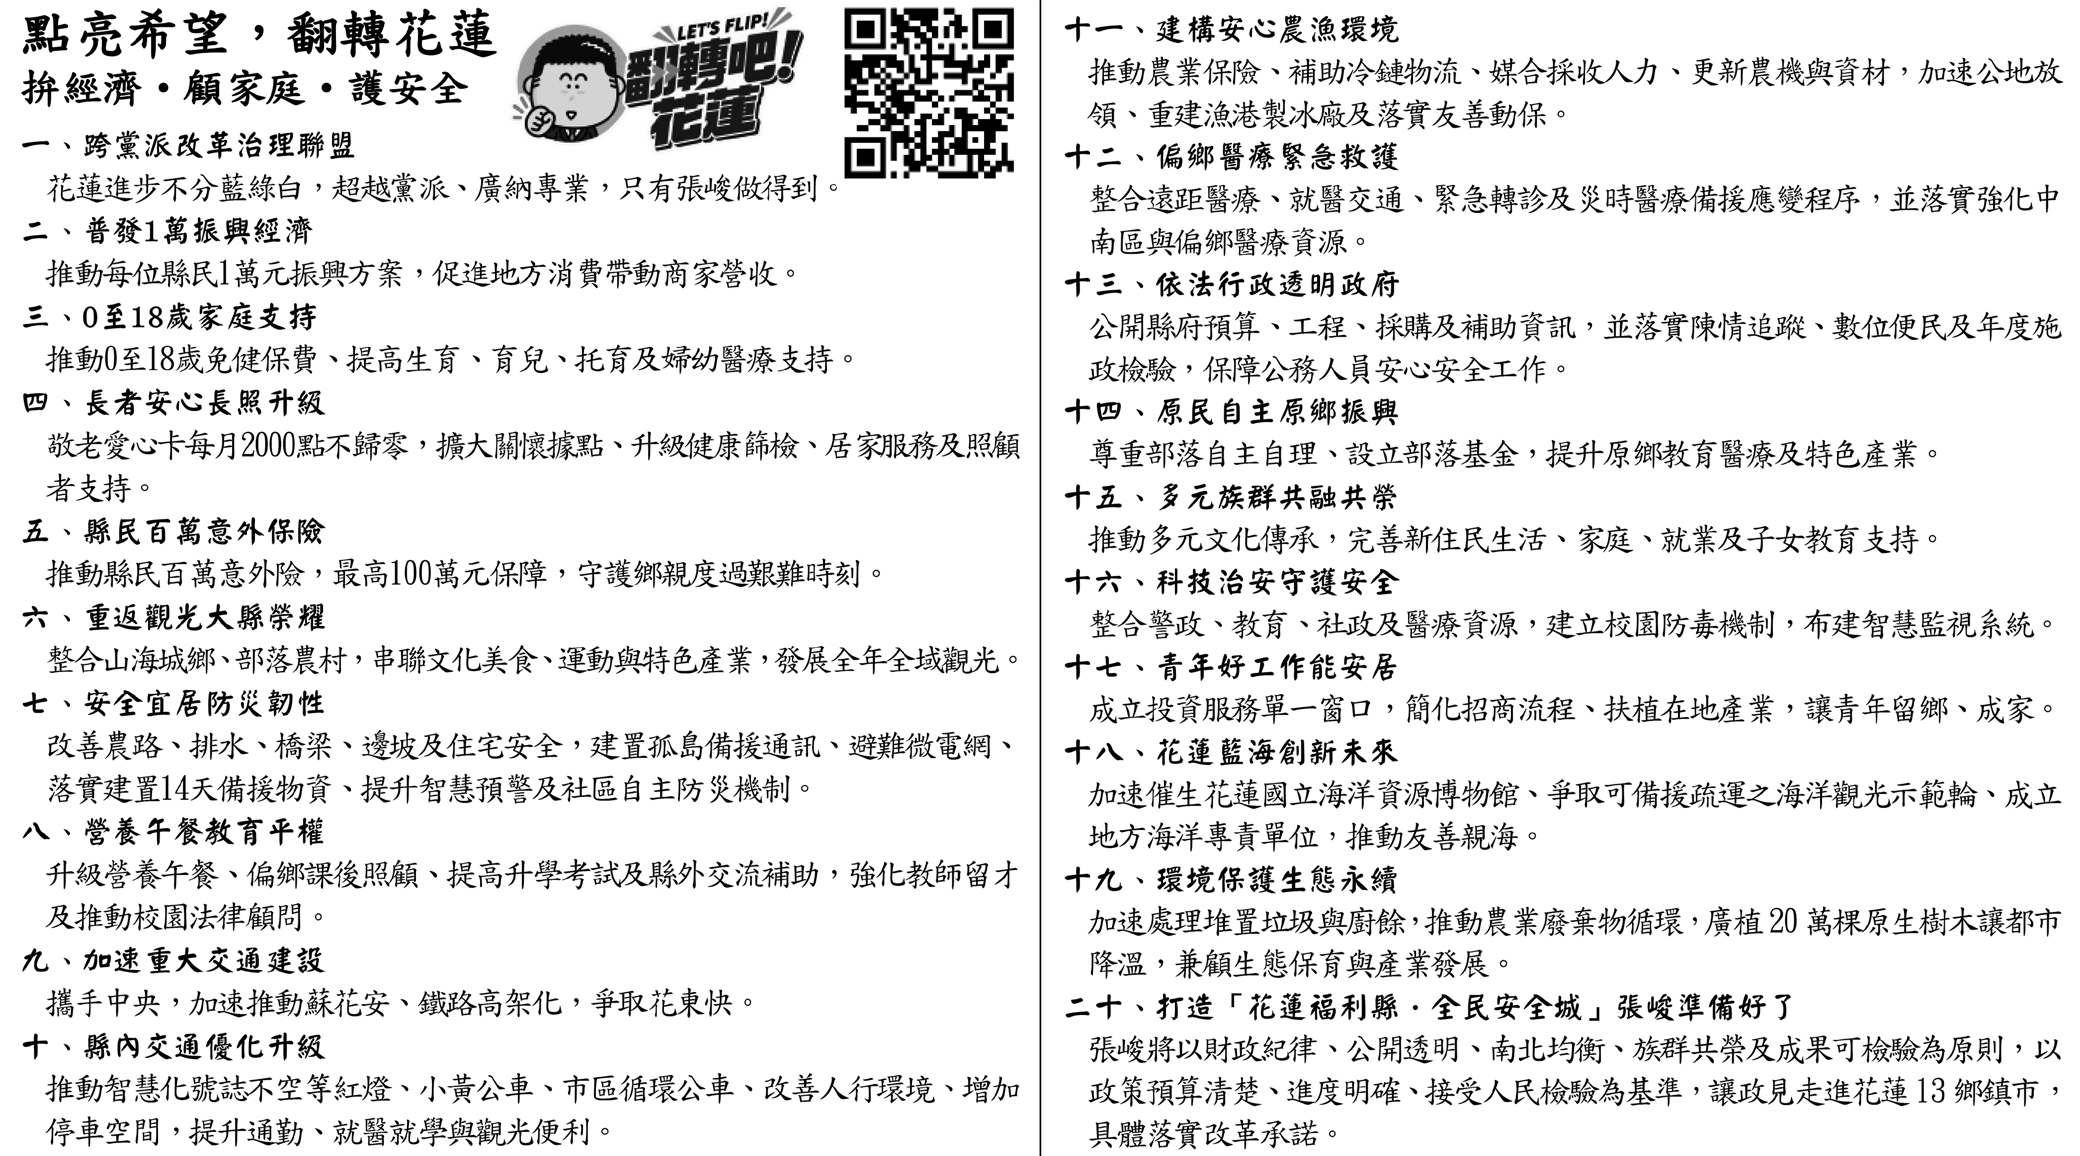 點亮希望，翻轉花蓮
拚經濟・顧家庭・護安全
LET'S FLIP!
翻轉吧!
花蓮
一、跨黨派改革治理聯盟
花蓮進步不分藍綠白，超越黨派、廣納專業，只有張峻做得到。
二、普發1萬振興經濟
推動每位縣民1萬元振興方案，促進地方消費帶動商家營收。
三、0至18歲家庭支持
推動0至18歲免健保費、提高生育、育兒、托育及婦幼醫療支持。
四、長者安心長照升級
敬老愛心卡每月2000點不歸零，擴大關懷據點、升級健康篩檢、居家服務及照顧
者支持。
五、縣民百萬意外保險
推動縣民百萬意外險，最高100萬元保障，守護鄉親度過艱難時刻。
六、重返觀光大縣榮耀
整合山海城鄉、部落農村，串聯文化美食、運動與特色產業，發展全年全域觀光。
七、安全宜居防災韌性
改善農路、排水、橋梁、邊坡及住宅安全，建置孤島備援通訊、避難微電網、
落實建置14天備援物資、提升智慧預警及社區自主防災機制。
八、營養午餐教育平權
升級營養午餐、偏鄉課後照顧、提高升學考試及縣外交流補助，強化教師留才
及推動校園法律顧問。
九、加速重大交通建設
攜手中央，加速推動蘇花安、鐵路高架化，爭取花東快。
十、縣內交通優化升級
推動智慧化號誌不空等紅燈、小黃公車、市區循環公車、改善人行環境、增加
停車空間，提升通勤、就醫就學與觀光便利。
十一、建構安心農漁環境
推動農業保險、補助冷鏈物流、媒合採收人力、更新農機與資材，加速公地放
領、重建漁港製冰廠及落實友善動保。
十二、偏鄉醫療緊急救護
整合遠距醫療、就醫交通、緊急轉診及災時醫療備援應變程序，並落實強化中
南區與偏鄉醫療資源。
十三、依法行政透明政府
公開縣府預算、工程、採購及補助資訊，並落實陳情追蹤、數位便民及年度施
政檢驗，保障公務人員安心安全工作。
十四、原民自主原鄉振興
尊重部落自主自理、設立部落基金，提升原鄉教育醫療及特色產業。
十五、多元族群共融共榮
推動多元文化傳承，完善新住民生活、家庭、就業及子女教育支持。
十六、科技治安守護安全
整合警政、教育、社政及醫療資源，建立校園防毒機制，布建智慧監視系統。
十七、青年好工作能安居
成立投資服務單一窗口，簡化招商流程、扶植在地產業，讓青年留鄉、成家。
十八、花蓮藍海創新未來
加速催生花蓮國立海洋資源博物館、爭取可備援疏運之海洋觀光示範輪、成立
地方海洋專責單位，推動友善親海。
十九、環境保護生態永續
加速處理堆置垃圾與廚餘，推動農業廢棄物循環，廣植 20 萬棵原生樹木讓都市
降溫，兼顧生態保育與產業發展。
二十、打造「花蓮福利縣．全民安全城」張峻準備好了
張峻將以財政紀律、公開透明、南北均衡、族群共榮及成果可檢驗為原則，以
政策預算清楚、進度明確、接受人民檢驗為基準，讓政見走進花蓮 13 鄉鎮市，
具體落實改革承諾。